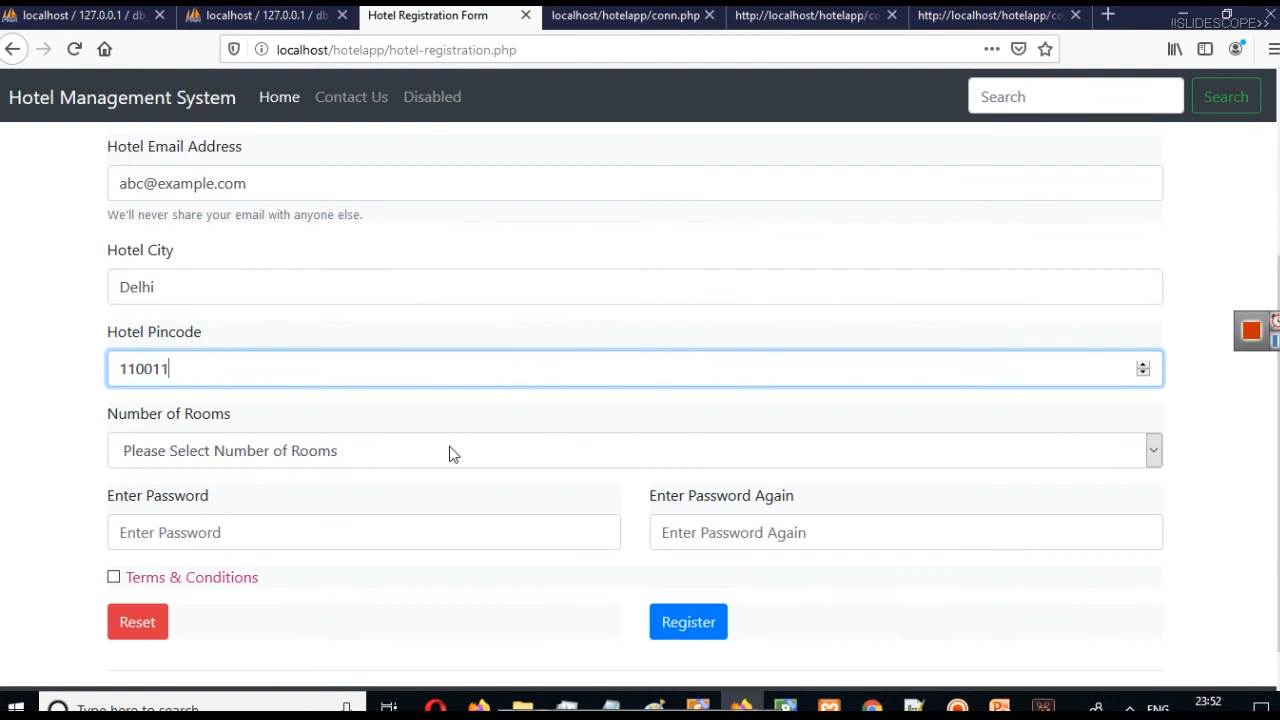 localhost / 127.0.0.1 / db
localhost / 127.0.0.1 / db
Hotel Registration Form
localhost/hotelapp/conn.php
http://localhost/hotelapp/co
http://localhost/hotelapp/co
!!SLIDESCOPE>>
localhost/hotelapp/hotel-registration.php
Hotel Management System
Home
Contact Us
Disabled
Search
Search
Hotel Email Address
abc@example.com
We'll never share your email with anyone else.
Hotel City
Delhi
Hotel Pincode
110011
Number of Rooms
Please Select Number of Rooms
Enter Password
Enter Password Again
Enter Password
Enter Password Again
Terms & Conditions
Reset
Register
Type here to search
ENG
23:52